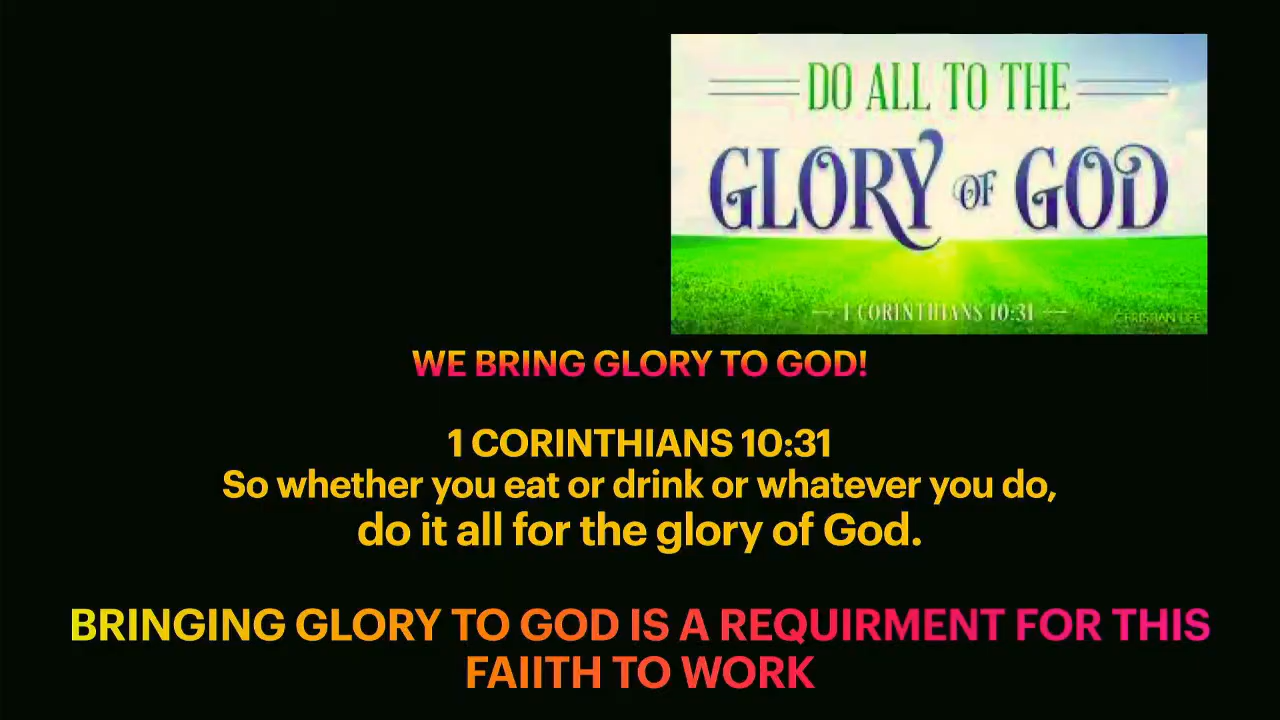 DO ALL TO THE
GLORY OF GOD
1 CORINTHIANS 10:31
CHRISTIAN LIFE
WE BRING GLORY TO GOD!
1 CORINTHIANS 10:31
So whether you eat or drink or whatever you do,
do it all for the glory of God.
BRINGING GLORY TO GOD IS A REQUIRMENT FOR THIS
FAIITH TO WORK